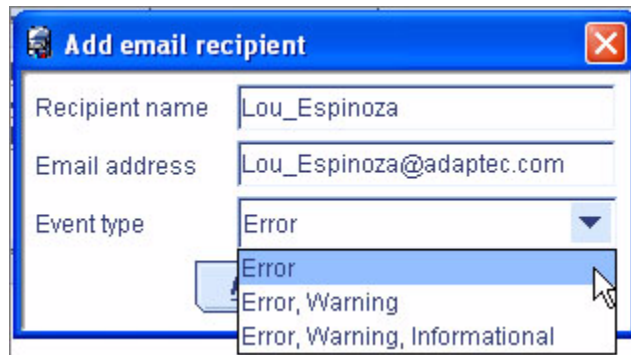 Add email recipient
Recipient name Lou_Espinoza
Email address Lou_Espinoza@adaptec.com
Event type Error
Error
Error, Warning
Error, Warning, Informational